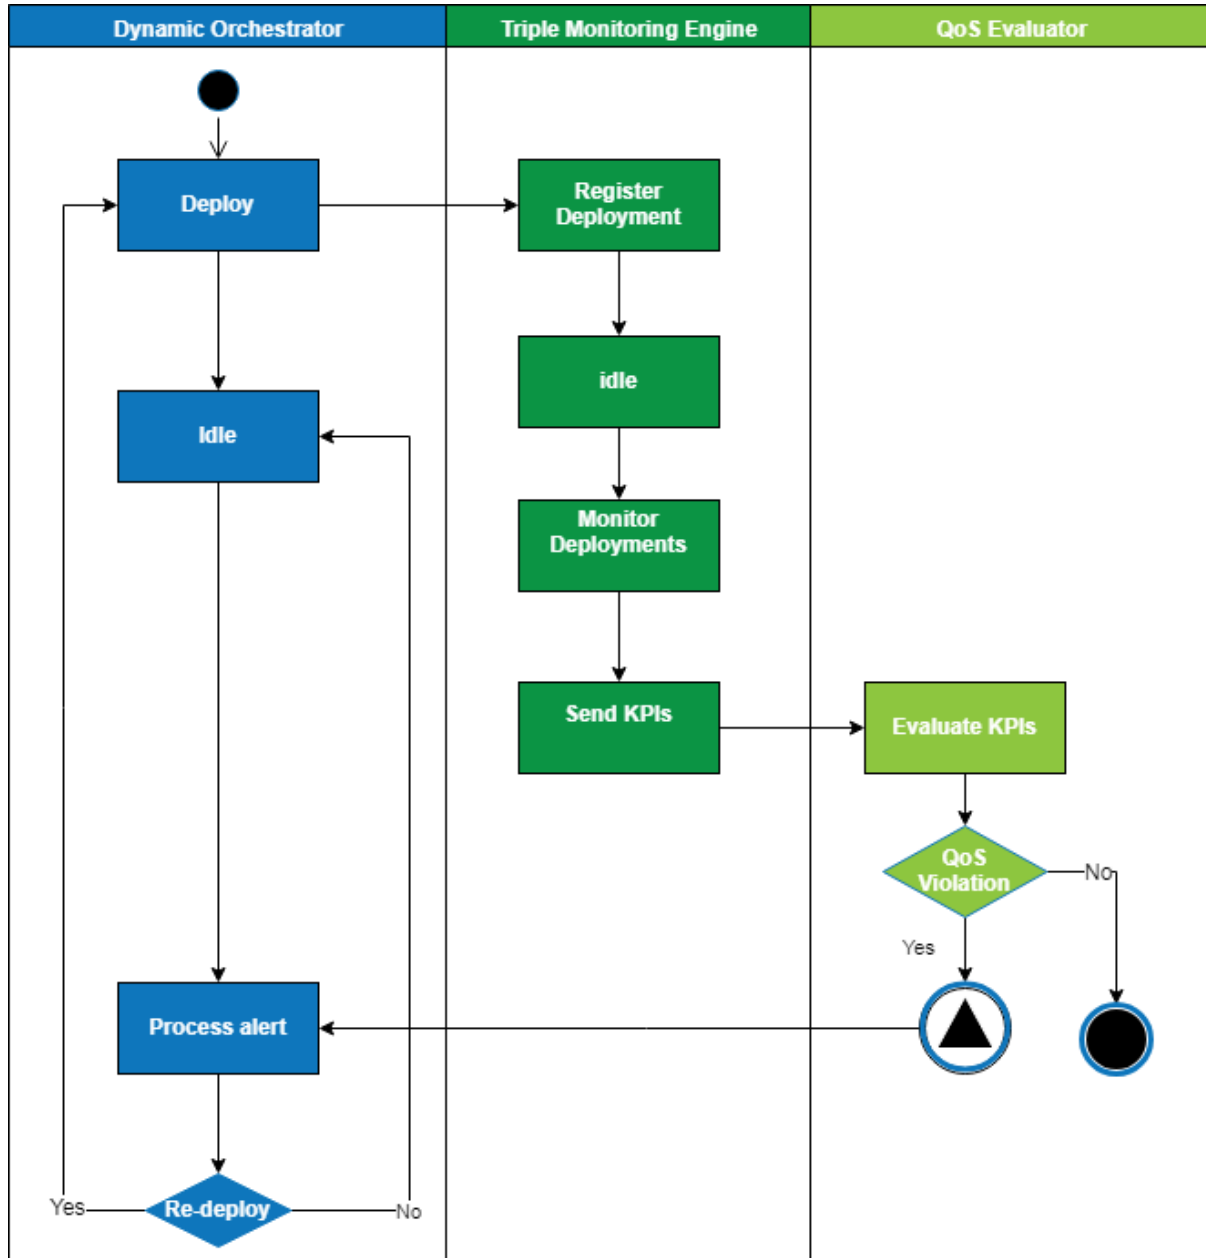 Dynamic Orchestrator
Triple Monitoring Engine
QoS Evaluator
Deploy
Register
Deployment
idle
Idle
Monitor
Deployments
Send KPIs
Evaluate KPIs
QoS
Violation
No
Yes
Process alert
Re-deploy
Yes
No